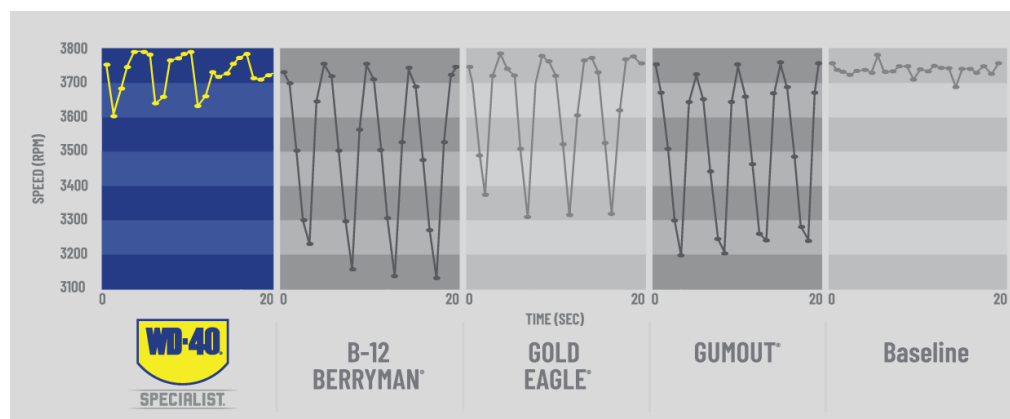 3800
3700
3600
3500
3400
3300
3200
3100
SPEED (RPM)
0 20
0 20
0 20
0 20
0 20
TIME (SEC)
WD-40®
SPECIALIST.
B-12
BERRYMAN®
GOLD
EAGLE®
GUMOUT®
Baseline